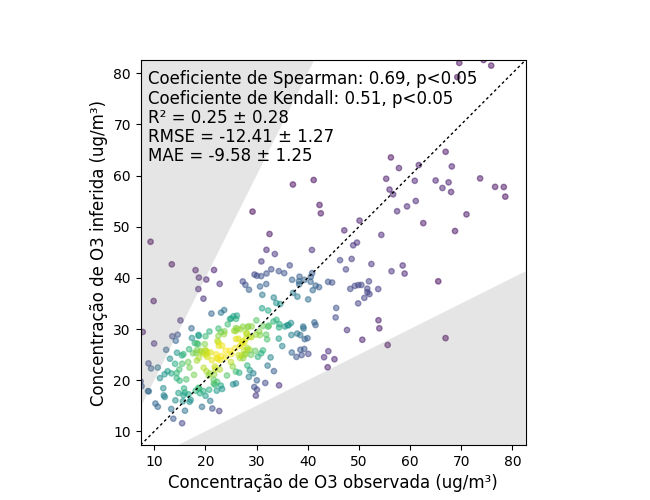 Coeficiente de Spearman: 0.69, p<0.05
Coeficiente de Kendall: 0.51, p<0.05
R² = 0.25 ± 0.28
RMSE = -12.41 ± 1.27
MAE = -9.58 ± 1.25
Concentração de O3 inferida (ug/m³)
80
70
60
50
40
30
20
10
10 20 30 40 50 60 70 80
Concentração de O3 observada (ug/m³)